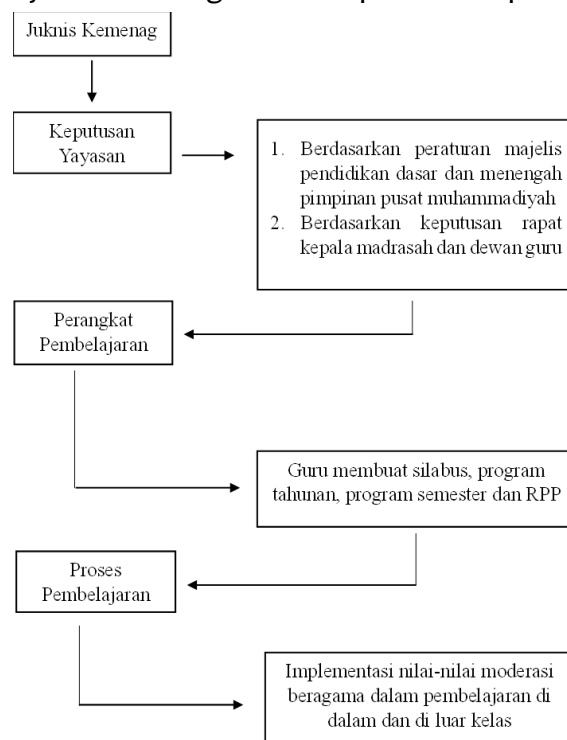 Juknis Kemenag
Keputusan
Yayasan
1. Berdasarkan peraturan majelis
pendidikan dasar dan menengah
pimpinan pusat muhammadiyah
2. Berdasarkan keputusan rapat
kepala madrasah dan dewan guru
Perangkat
Pembelajaran
Guru membuat silabus, program
tahunan, program semester dan RPP
Proses
Pembelajaran
Implementasi nilai-nilai moderasi
beragama dalam pembelajaran di
dalam dan di luar kelas